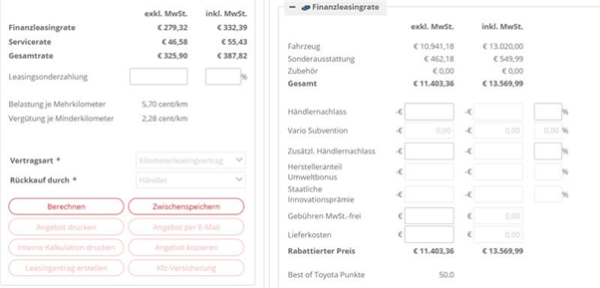 exkl. MwSt. inkl. MwSt.
Finanzleasingrate € 279,32 € 332,39
Servicerate € 46,58 € 55,43
Gesamtrate € 325,90 € 387,82
Leasingsonderzahlung %
Belastung je Mehrkilometer 5,70 cent/km
Vergütung je Minderkilometer 2,28 cent/km
Vertragsart * Kilometerleasingvertrag
Rückkauf durch * Händler
Berechnen Zwischenspeichern
Angebot drucken Angebot per E-Mail
Interne Kalkulation drucken Angebot kopieren
Leasingantrag erstellen Kfz-Versicherung
Finanzleasingrate
exkl. MwSt. inkl. MwSt.
Fahrzeug € 10.941,18 € 13.020,00
Sonderausstattung € 462,18 € 549,99
Zubehör € 0,00 € 0,00
Gesamt € 11.403,36 € 13.569,99
Händlernachlass -€ -€ %
Vario Subvention -€ 0,00 -€ 0,00 0,00 %
Zusätzl. Händlernachlass -€ -€ %
Herstelleranteil
Umweltbonus -€ -€ %
Staatliche
Innovationsprämie -€ -€ %
Gebühren MwSt.-frei € € 0,00
Lieferkosten € € 0,00
Rabattierter Preis € 11.403,36 € 13.569,99
Best of Toyota Punkte 50.0